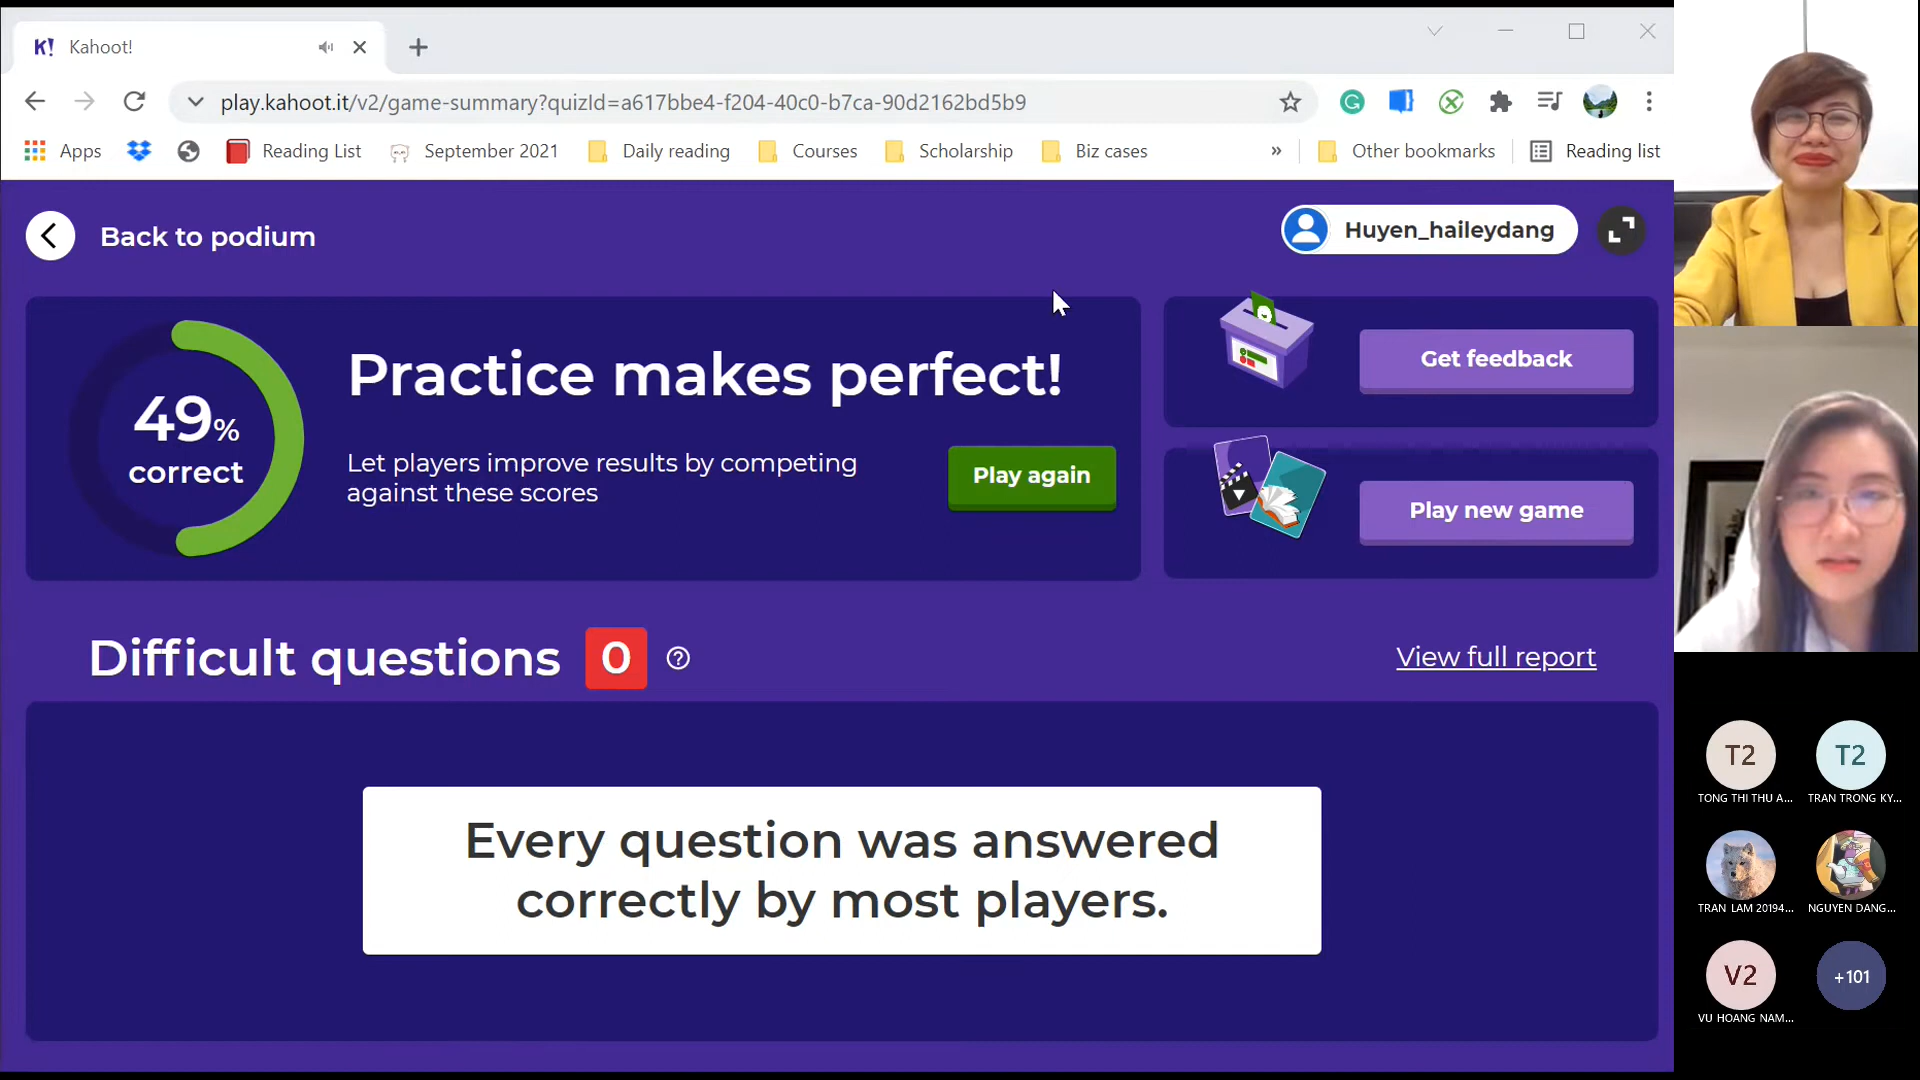 K! Kahoot!
play.kahoot.it/v2/game-summary?quizId=a617bbe4-f204-40c0-b7ca-90d2162bd5b9
Apps
Reading List
September 2021
Daily reading
Courses
Scholarship
Biz cases
»
Other bookmarks
Reading list
Back to podium
Huyen_haileydang
49%
correct
Practice makes perfect!
Let players improve results by competing
against these scores
Play again
Get feedback
Play new game
Difficult questions 0
View full report
Every question was answered
correctly by most players.
T2
TONG THI THU A...
T2
TRAN TRONG KY...
TRAN LAM 20194...
NGUYEN DANG...
V2
VU HOANG NAM...
+101